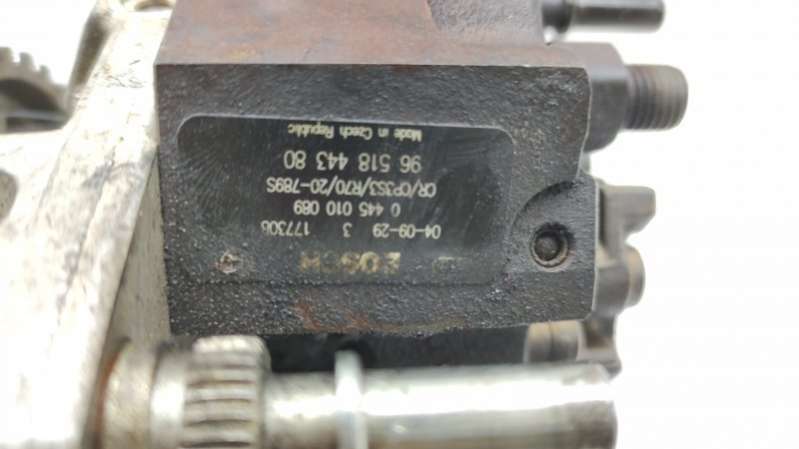 BOSCH
04-09-29 3 17730B
0 445 010 089
CR/CP3S3/R70/20-789S
96 518 443 80
Made in Czech Republic